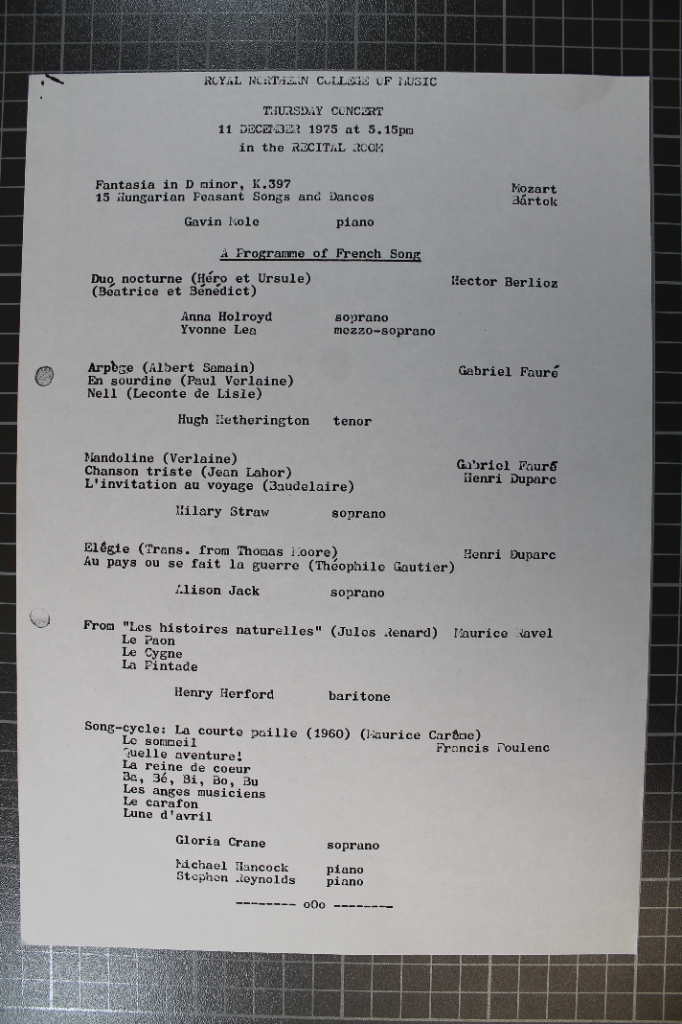 ROYAL NORTHERN COLLEGE OF MUSIC
THURSDAY CONCERT
11 DECEMBER 1975 at 5.15pm
in the RECITAL ROOM
Fantasia in D minor, K.397 Mozart
15 Hungarian Peasant Songs and Dances Bártok
Gavin Mole piano
A Programme of French Song
Duo nocturne (Héro et Ursule) Hector Berlioz
(Béatrice et Bénédict)
Anna Holroyd soprano
Yvonne Lea mezzo-soprano
Arpège (Albert Samain) Gabriel Fauré
En sourdine (Paul Verlaine)
Nell (Leconte de Lisle)
Hugh Hetherington tenor
Mandoline (Verlaine) Gabriel Fauré
Chanson triste (Jean Lahor) Henri Duparc
L'invitation au voyage (Baudelaire)
Hilary Straw soprano
Elégie (Trans. from Thomas Moore) Henri Duparc
Au pays ou se fait la guerre (Théophile Gautier)
Alison Jack soprano
From "Les histoires naturelles" (Jules Renard) Maurice Ravel
Le Paon
Le Cygne
La Pintade
Henry Herford baritone
Song-cycle: La courte paille (1960) (Maurice Carême)
Le sommeil Francis Poulenc
Quelle aventure!
La reine de coeur
Ba, Bé, Bi, Bo, Bu
Les anges musiciens
Le carafon
Lune d'avril
Gloria Crane soprano
Michael Hancock piano
Stephen Reynolds piano
-------- oOo --------